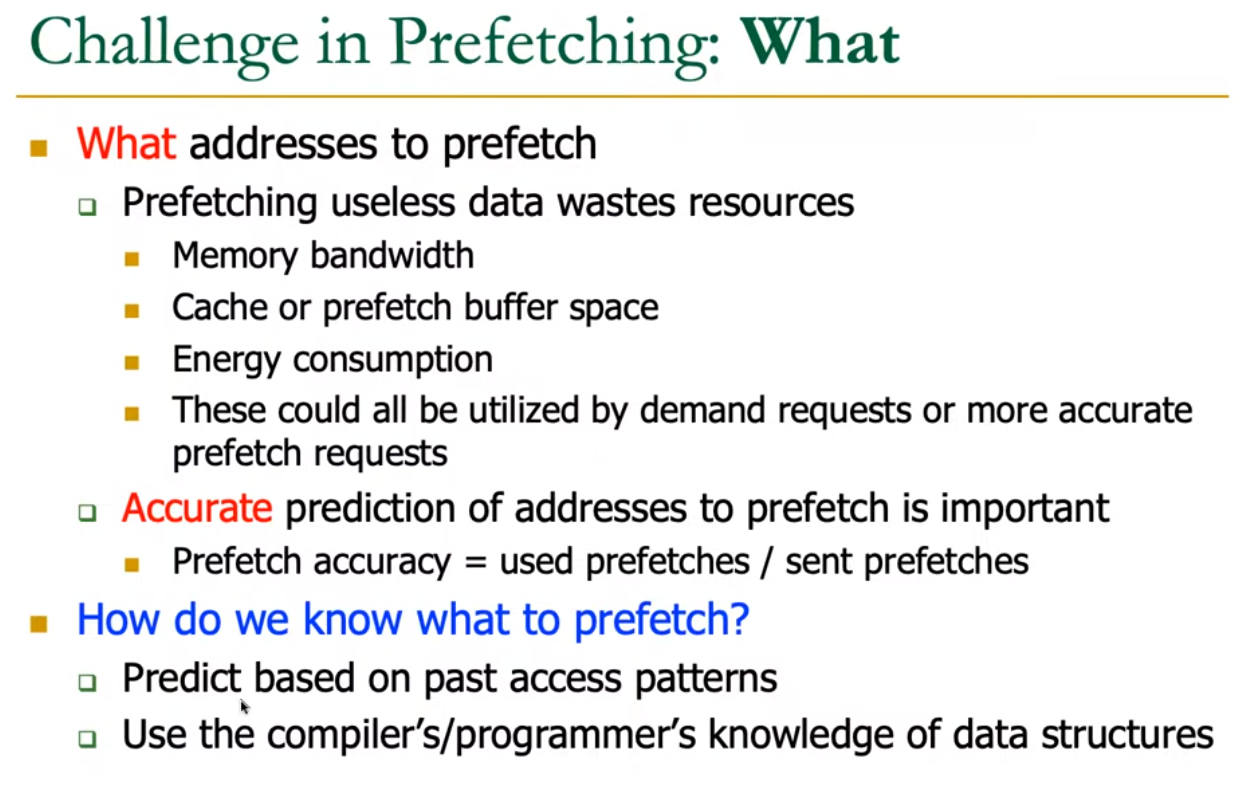 Challenge in Prefetching: What
What addresses to prefetch
Prefetching useless data wastes resources
Memory bandwidth
Cache or prefetch buffer space
Energy consumption
These could all be utilized by demand requests or more accurate
prefetch requests
Accurate prediction of addresses to prefetch is important
Prefetch accuracy = used prefetches / sent prefetches
How do we know what to prefetch?
Predict based on past access patterns
Use the compiler’s/programmer’s knowledge of data structures